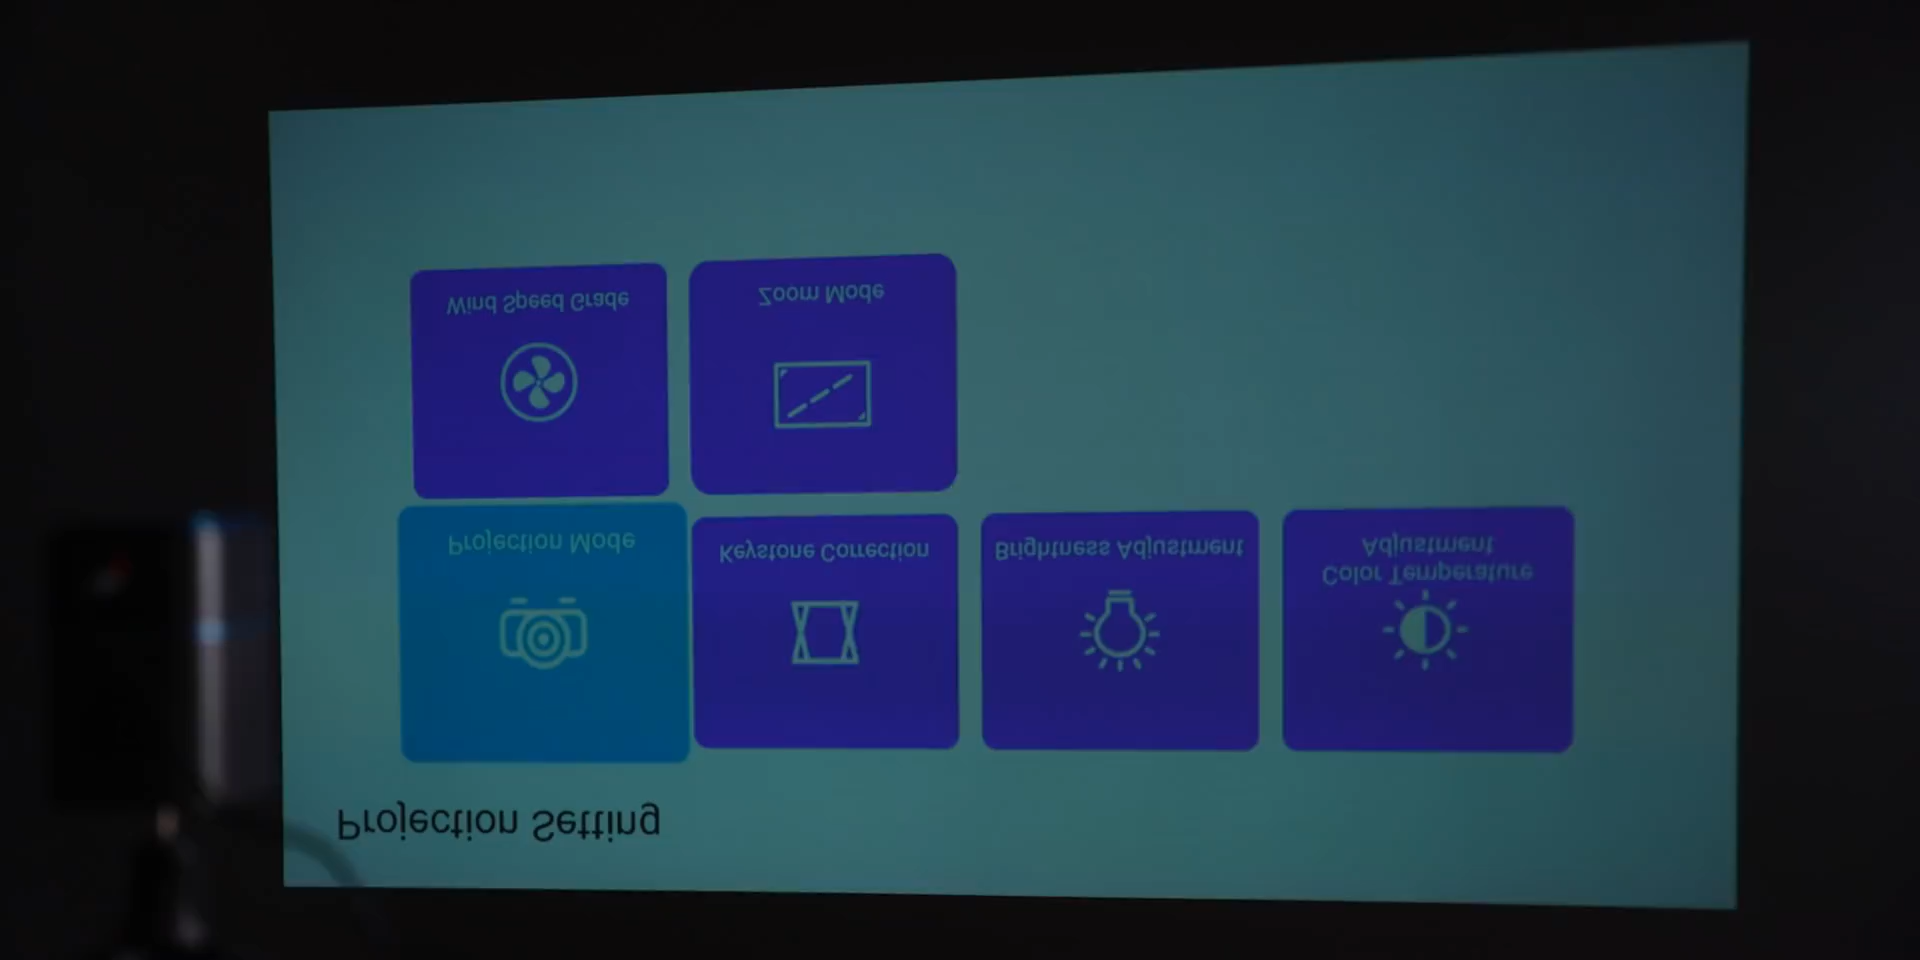 Projection Setting
Projection Mode
Keystone Correction
Brightness Adjustment
Color Temperature
Adjustment
Wind Speed Grade
Zoom Mode